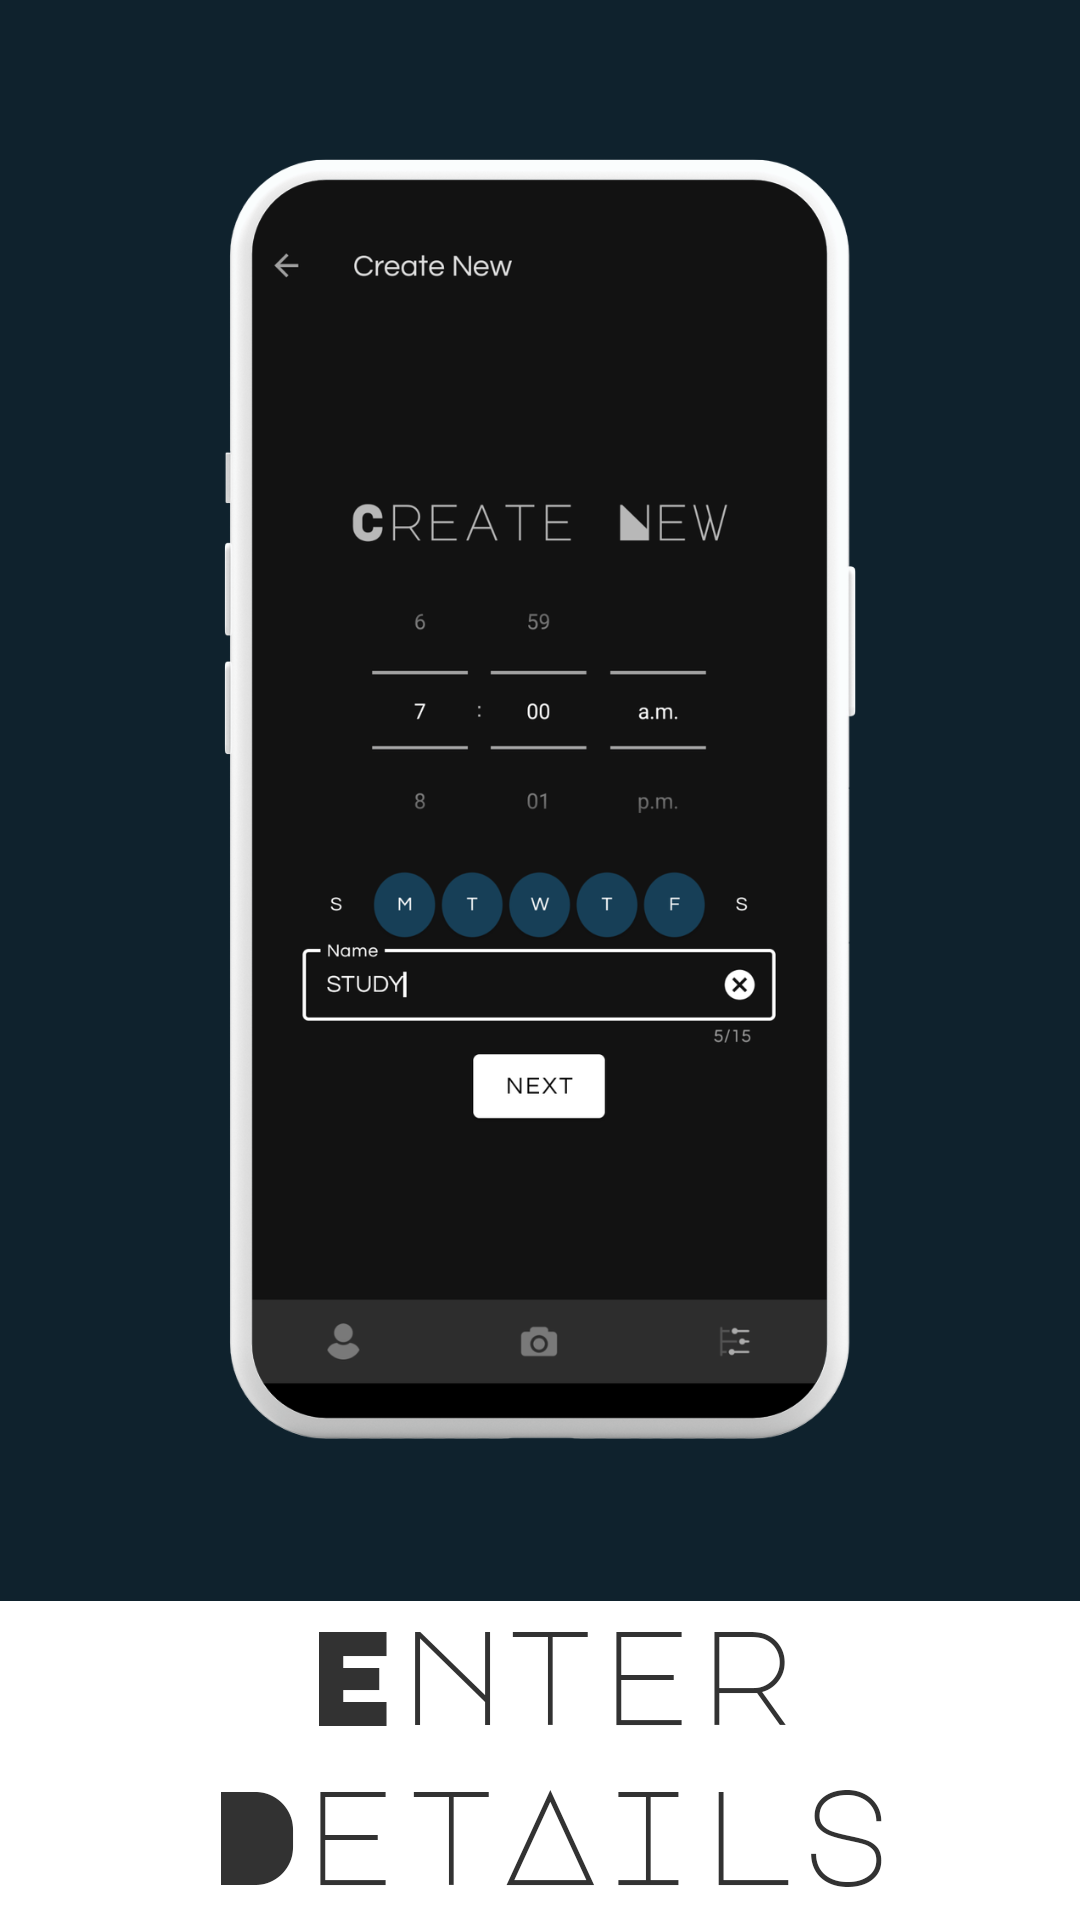 Create New
CREATE NEW
6 59
7 : 00 a.m.
8 01 p.m.
S M T W T F S
Name
STUDY
5/15
NEXT
ENTER
DETAILS